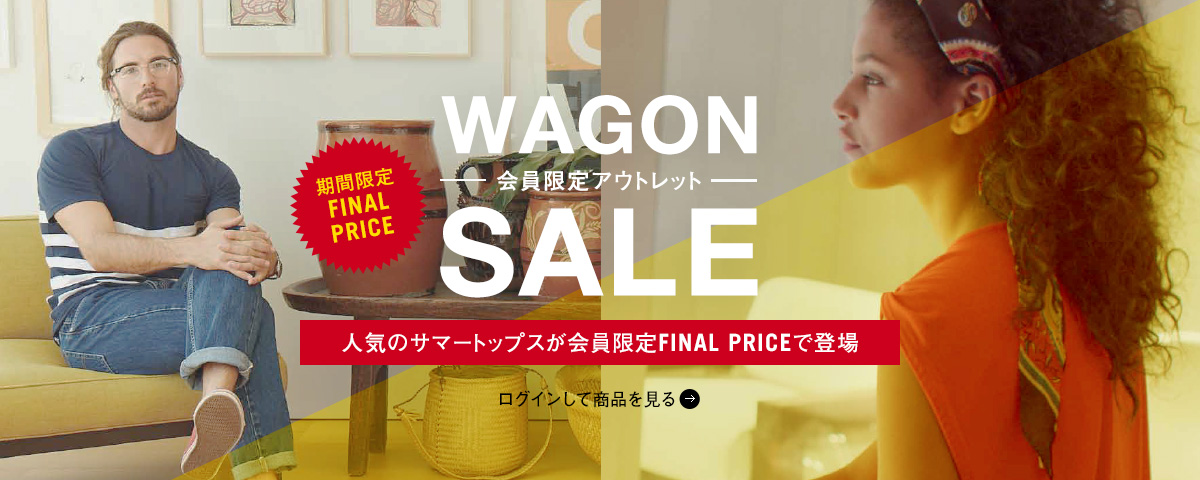 WAGON
会員限定アウトレット
SALE
期間限定
FINAL
PRICE
人気のサマートップスが会員限定FINAL PRICEで登場
ログインして商品を見る